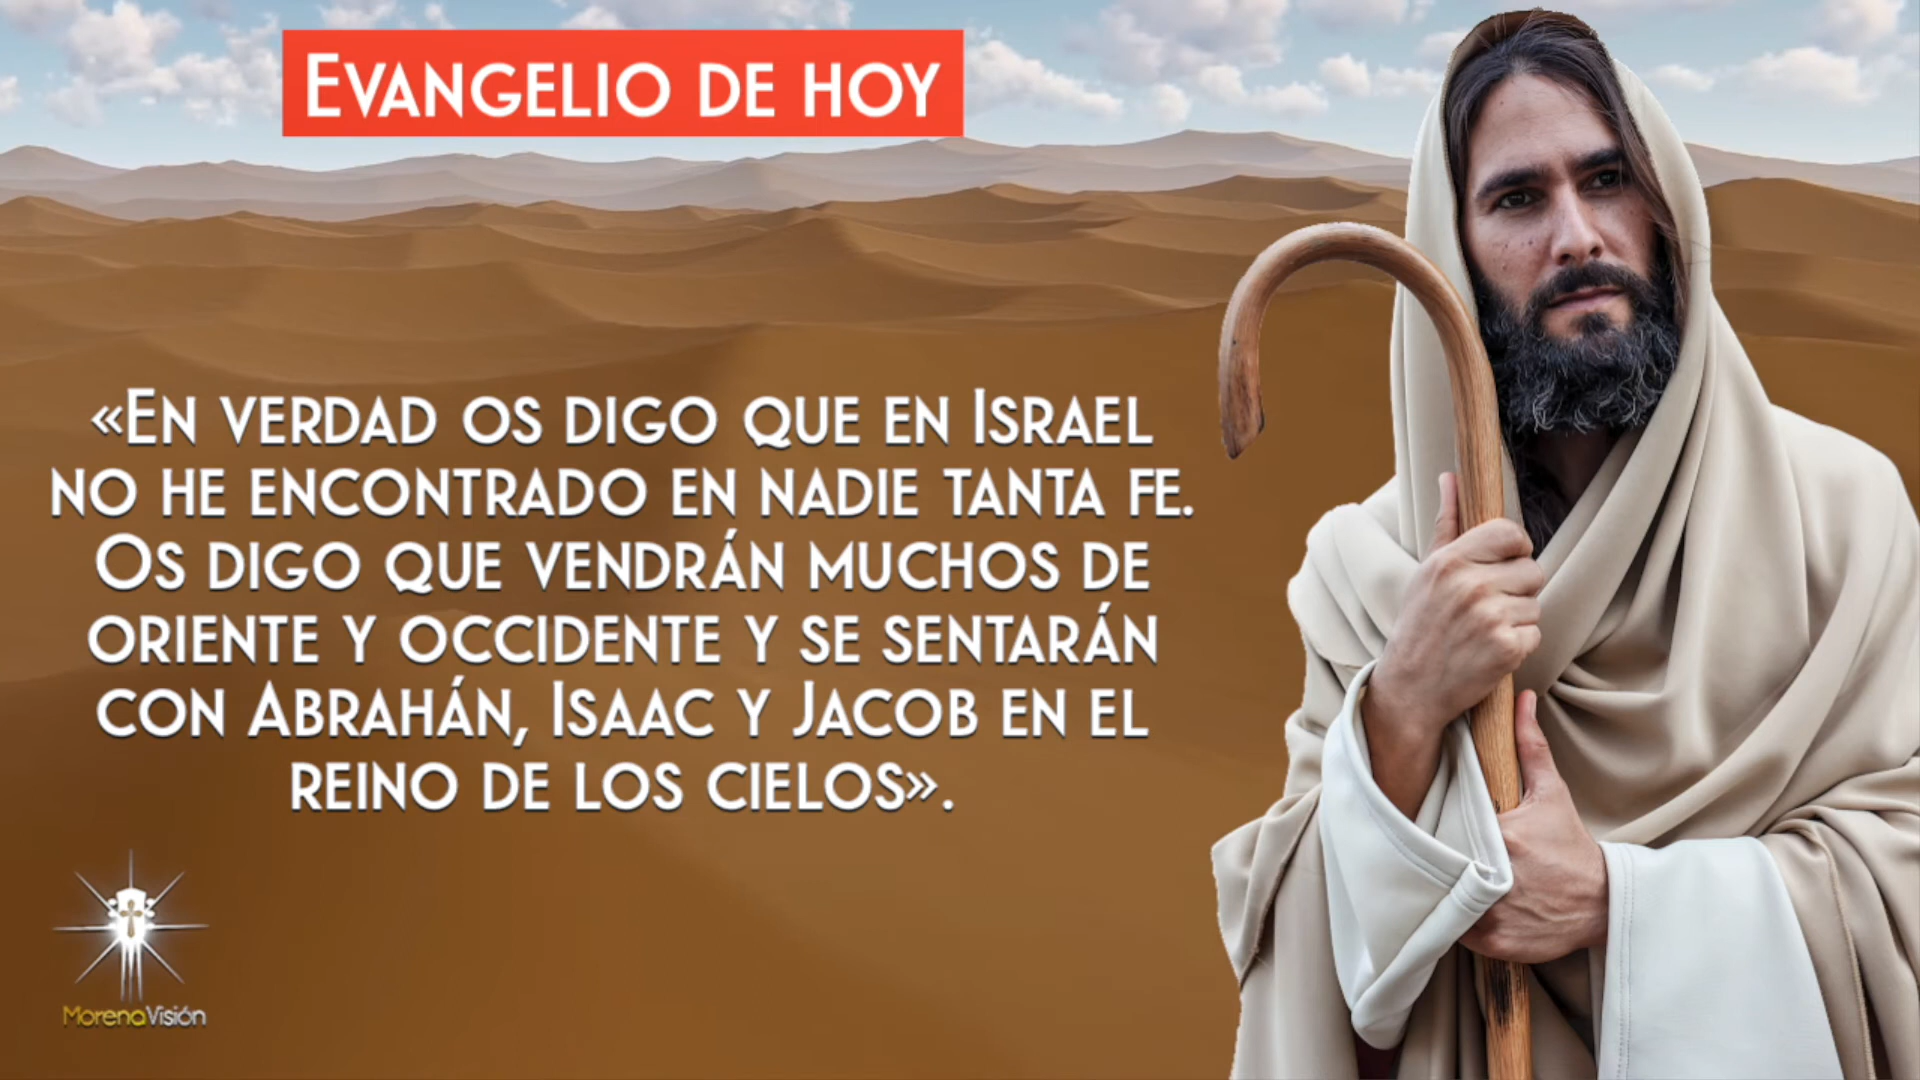 EVANGELIO DE HOY
«EN VERDAD OS DIGO QUE EN ISRAEL
NO HE ENCONTRADO EN NADIE TANTA FE.
OS DIGO QUE VENDRÁN MUCHOS DE
ORIENTE Y OCCIDENTE Y SE SENTARÁN
CON ABRAHÁN, ISAAC Y JACOB EN EL
REINO DE LOS CIELOS».
MorenaVisión